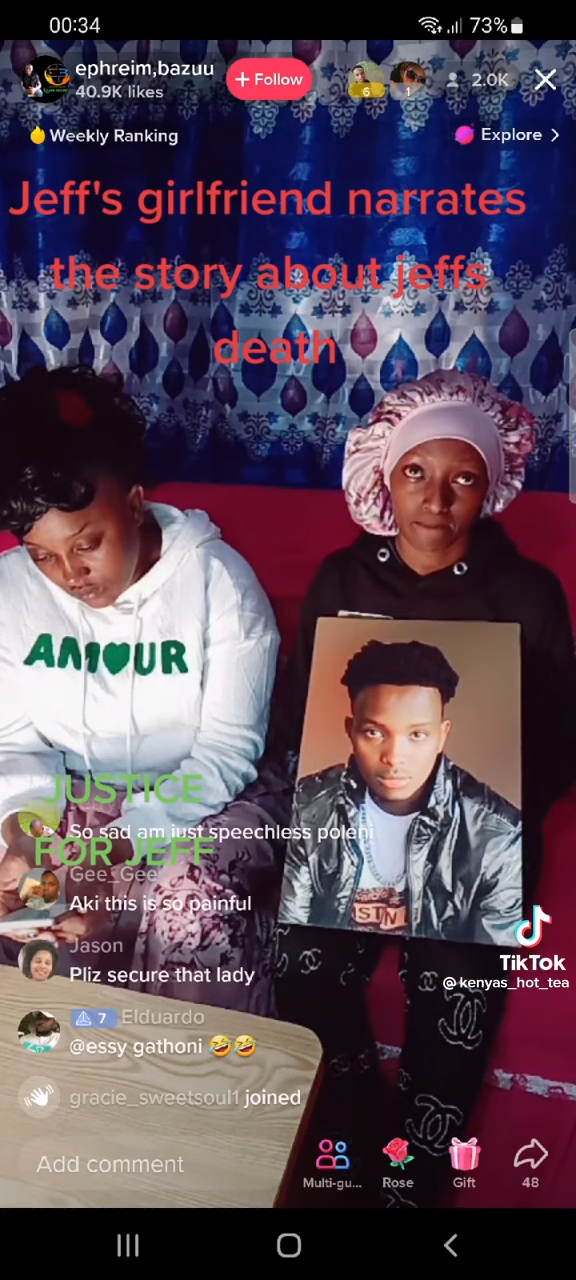 00:34
73%
ephreim,bazuu
40.9K likes
+ Follow
6
1
2.0K
Weekly Ranking
Explore >
Jeff's girlfriend narrates
the story about jeffs
death
AMOUR
JUSTICE
FOR JEFF
So sad am just speechless poleni
Gee_Gee
Aki this is so painful
Jason
Pliz secure that lady
7 Elduardo
@essy gathoni 🤣🤣
gracie_sweetsoul1 joined
TikTok
@kenyas_hot_tea
Add comment
Multi-gu...
Rose
Gift
48